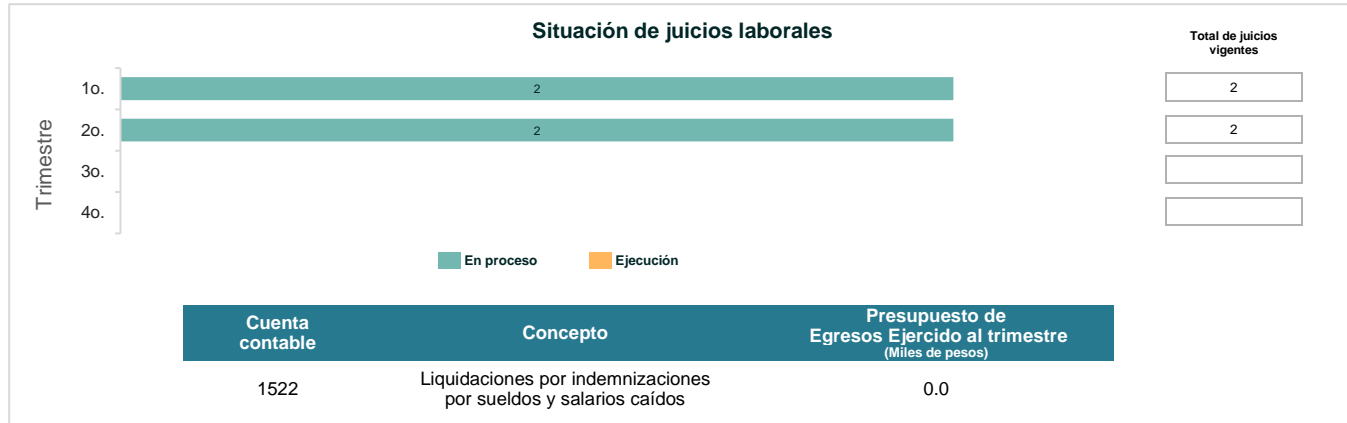 Situación de juicios laborales
Total de juicios
vigentes
Trimestre
1o.
2
2
2o.
2
2
3o.
4o.
En proceso
Ejecución
Cuenta
contable
Concepto
Presupuesto de
Egresos Ejercido al trimestre
(Miles de pesos)
1522
Liquidaciones por indemnizaciones
por sueldos y salarios caídos
0.0